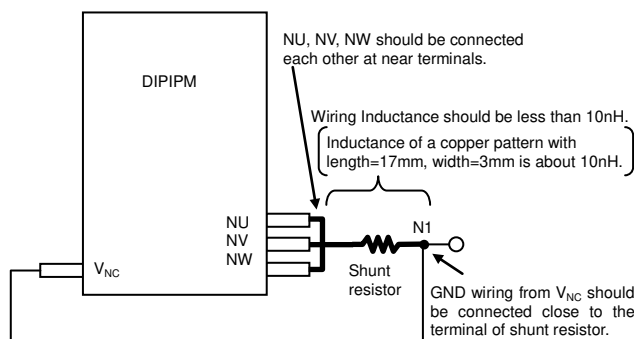 NU, NV, NW should be connected
each other at near terminals.
DIPIPM
Wiring Inductance should be less than 10nH.
Inductance of a copper pattern with
length=17mm, width=3mm is about 10nH.
NU
NV
NW
N1
VNC
Shunt
resistor
GND wiring from VNC should
be connected close to the
terminal of shunt resistor.